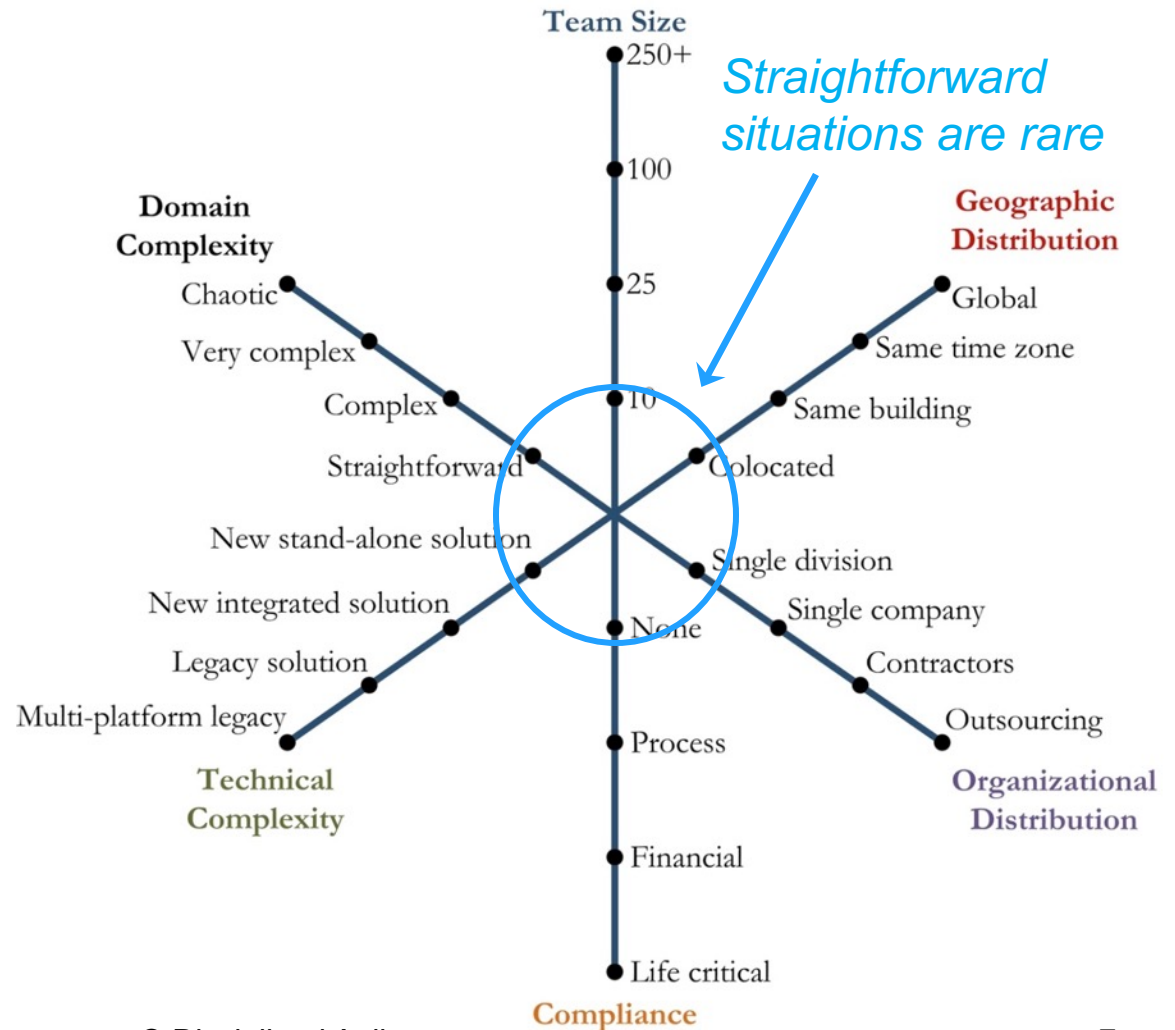 Team Size
250+
Straightforward
situations are rare
100
Domain
Complexity
Geographic
Distribution
25
Chaotic
Global
Very complex
Same time zone
10
Complex
Same building
Straightforward
Colocated
New stand-alone solution
Single division
New integrated solution
Single company
None
Legacy solution
Contractors
Multi-platform legacy
Outsourcing
Process
Technical
Complexity
Organizational
Distribution
Financial
Life critical
Compliance